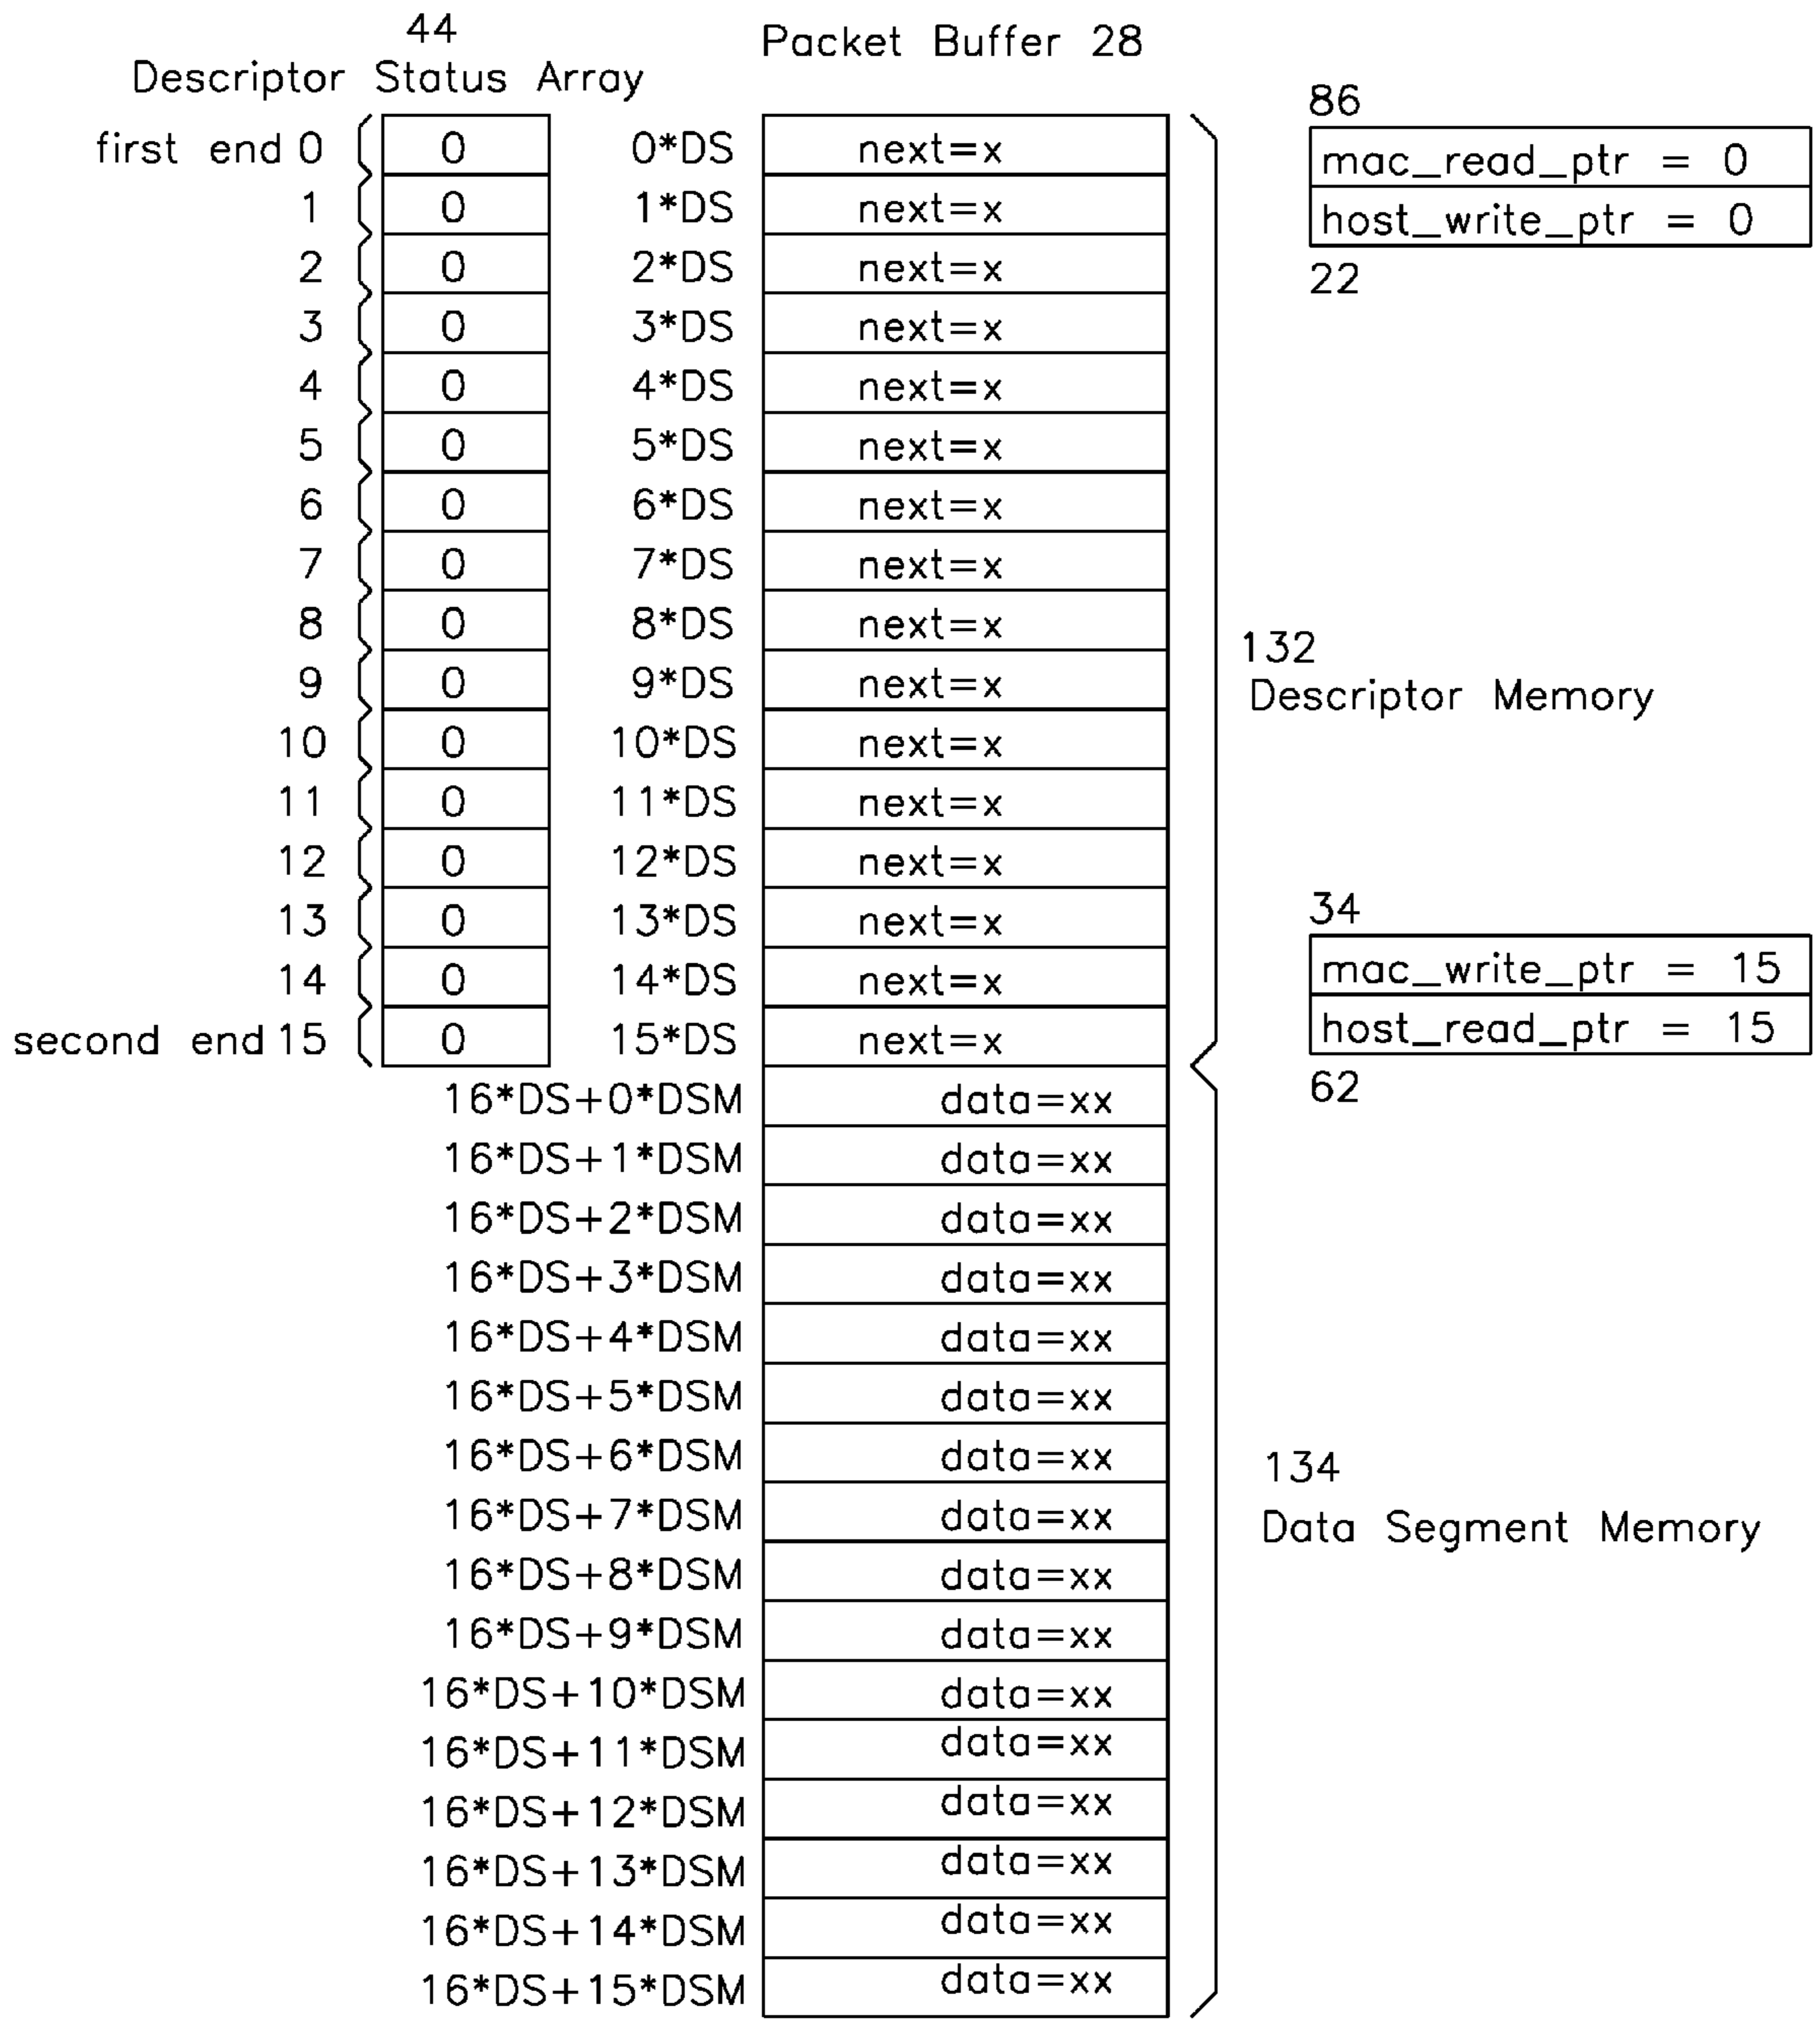 44
Descriptor Status Array
Packet Buffer 28
first end 0 0 0*DS next=x
1 0 1*DS next=x
2 0 2*DS next=x
3 0 3*DS next=x
4 0 4*DS next=x
5 0 5*DS next=x
6 0 6*DS next=x
7 0 7*DS next=x
8 0 8*DS next=x
9 0 9*DS next=x
10 0 10*DS next=x
11 0 11*DS next=x
12 0 12*DS next=x
13 0 13*DS next=x
14 0 14*DS next=x
second end 15 0 15*DS next=x
16*DS+0*DSM data=xx
16*DS+1*DSM data=xx
16*DS+2*DSM data=xx
16*DS+3*DSM data=xx
16*DS+4*DSM data=xx
16*DS+5*DSM data=xx
16*DS+6*DSM data=xx
16*DS+7*DSM data=xx
16*DS+8*DSM data=xx
16*DS+9*DSM data=xx
16*DS+10*DSM data=xx
16*DS+11*DSM data=xx
16*DS+12*DSM data=xx
16*DS+13*DSM data=xx
16*DS+14*DSM data=xx
16*DS+15*DSM data=xx
86
mac_read_ptr = 0
host_write_ptr = 0
22
132
Descriptor Memory
34
mac_write_ptr = 15
host_read_ptr = 15
62
134
Data Segment Memory